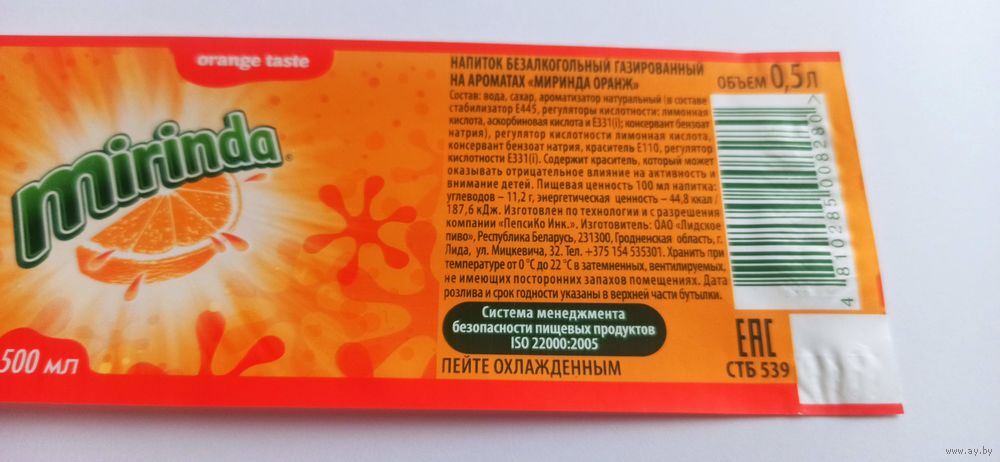 orange taste
mirinda
500 мл
НАПИТОК БЕЗАЛКОГОЛЬНЫЙ ГАЗИРОВАННЫЙ
НА АРОМАТАХ «МИРИНДА ОРАНЖ»
Состав: вода, сахар, ароматизатор натуральный (в составе
стабилизатор Е445, регуляторы кислотности: лимонная
кислота, аскорбиновая кислота и Е331(i); консервант бензоат
натрия), регулятор кислотности лимонная кислота,
консервант бензоат натрия, краситель Е110, регулятор
кислотности Е331(i). Содержит краситель, который может
оказывать отрицательное влияние на активность и
внимание детей. Пищевая ценность 100 мл напитка:
углеводов – 11,2 г, энергетическая ценность – 44,8 ккал /
187,6 кДж. Изготовлен по технологии и с разрешения
компании «ПепсиКо Инк.». Изготовитель: ОАО «Лидское
пиво», Республика Беларусь, 231300, Гродненская область, г.
Лида, ул. Мицкевича, 32. Тел. +375 154 535301. Хранить при
температуре от 0 °С до 22 °С в затемненных, вентилируемых,
не имеющих посторонних запахов помещениях. Дата
розлива и срок годности указаны в верхней части бутылки.
Система менеджмента
безопасности пищевых продуктов
ISO 22000:2005
ПЕЙТЕ ОХЛАЖДЕННЫМ
ОБЪЕМ 0,5 Л
4 810285 008280 >
EAC
СТБ 539
www.ay.by